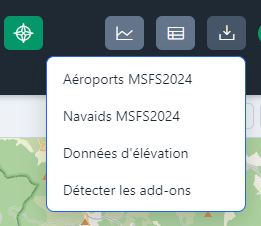 Aéroports MSFS2024
Navaids MSFS2024
Données d'élévation
Détecter les add-ons